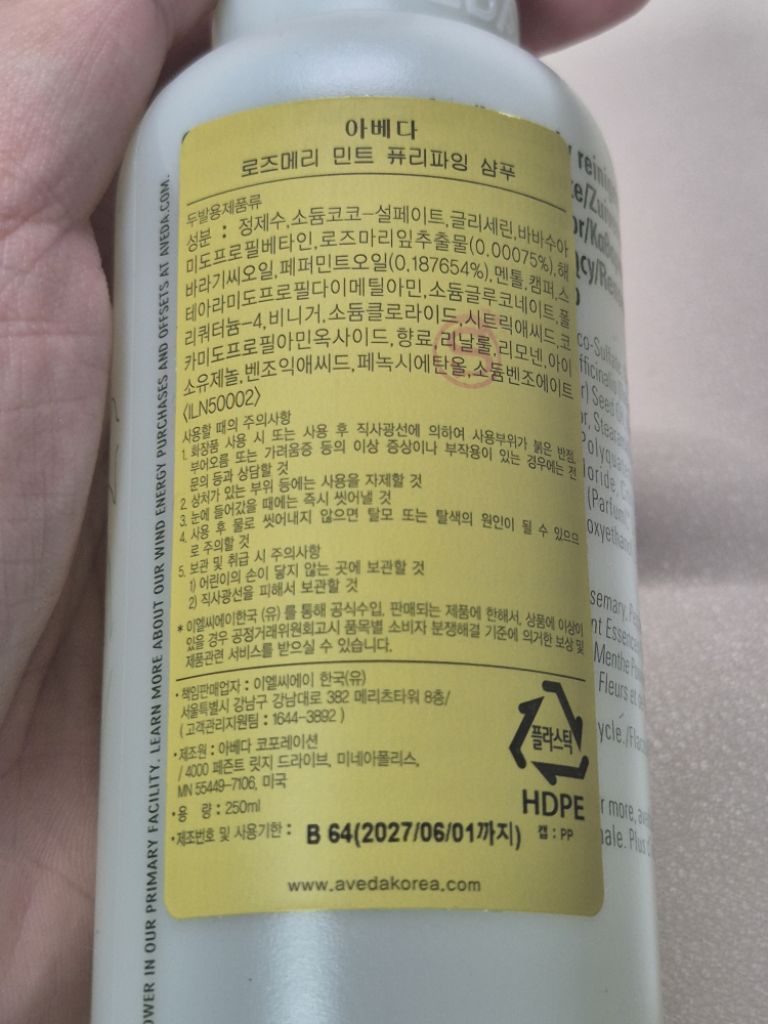 아베다
로즈메리 민트 퓨리파잉 샴푸
두발용제품류
성분 : 정제수,소듐코코-설페이트,글리세린,바바수아
미도프로필베타인,로즈마리잎추출물(0.00075%),해
바라기씨오일,페퍼민트오일(0.187654%),멘톨,캠퍼,스
테아라미도프로필다이메틸아민,소듐글루코네이트,폴
리쿼터늄-4,비니거,소듐클로라이드,시트릭애씨드,코
카미도프로필아민옥사이드,향료,리날룰,리모넨,아이
소유제놀,벤조익애씨드,페녹시에탄올,소듐벤조에이트
<ILN50002>
사용할 때의 주의사항
1. 화장품 사용 시 또는 사용 후 직사광선에 의하여 사용부위가 붉은 반점,
부어오름 또는 가려움증 등의 이상 증상이나 부작용이 있는 경우에는 전
문의 등과 상담할 것
2. 상처가 있는 부위 등에는 사용을 자제할 것
3. 눈에 들어갔을 때에는 즉시 씻어낼 것
4. 사용 후 물로 씻어내지 않으면 탈모 또는 탈색의 원인이 될 수 있으므
로 주의할 것
5. 보관 및 취급 시 주의사항
1) 어린이의 손이 닿지 않는 곳에 보관할 것
2) 직사광선을 피해서 보관할 것
* 이엘씨에이한국 (유) 를 통해 공식수입, 판매되는 제품에 한해서, 상품에 이상이
있을 경우 공정거래위원회고시 품목별 소비자 분쟁해결 기준에 의거한 보상 및
제품관련 서비스를 받으실 수 있습니다.
• 책임판매업자 : 이엘씨에이 한국(유)
서울특별시 강남구 강남대로 382 메리츠타워 8층/
( 고객관리지원팀 : 1644-3892 )
• 제조원 : 아베다 코포레이션
/ 4000 페즌트 릿지 드라이브, 미네아폴리스,
MN 55449-7106, 미국
• 용 량 : 250ml
• 제조번호 및 사용기한 : B 64(2027/06/01까지)
플라스틱
HDPE
캡 : PP
www.avedakorea.com
OWER IN OUR PRIMARY FACILITY. LEARN MORE ABOUT OUR WIND ENERGY PURCHASES AND OFFSETS AT AVEDA.COM.